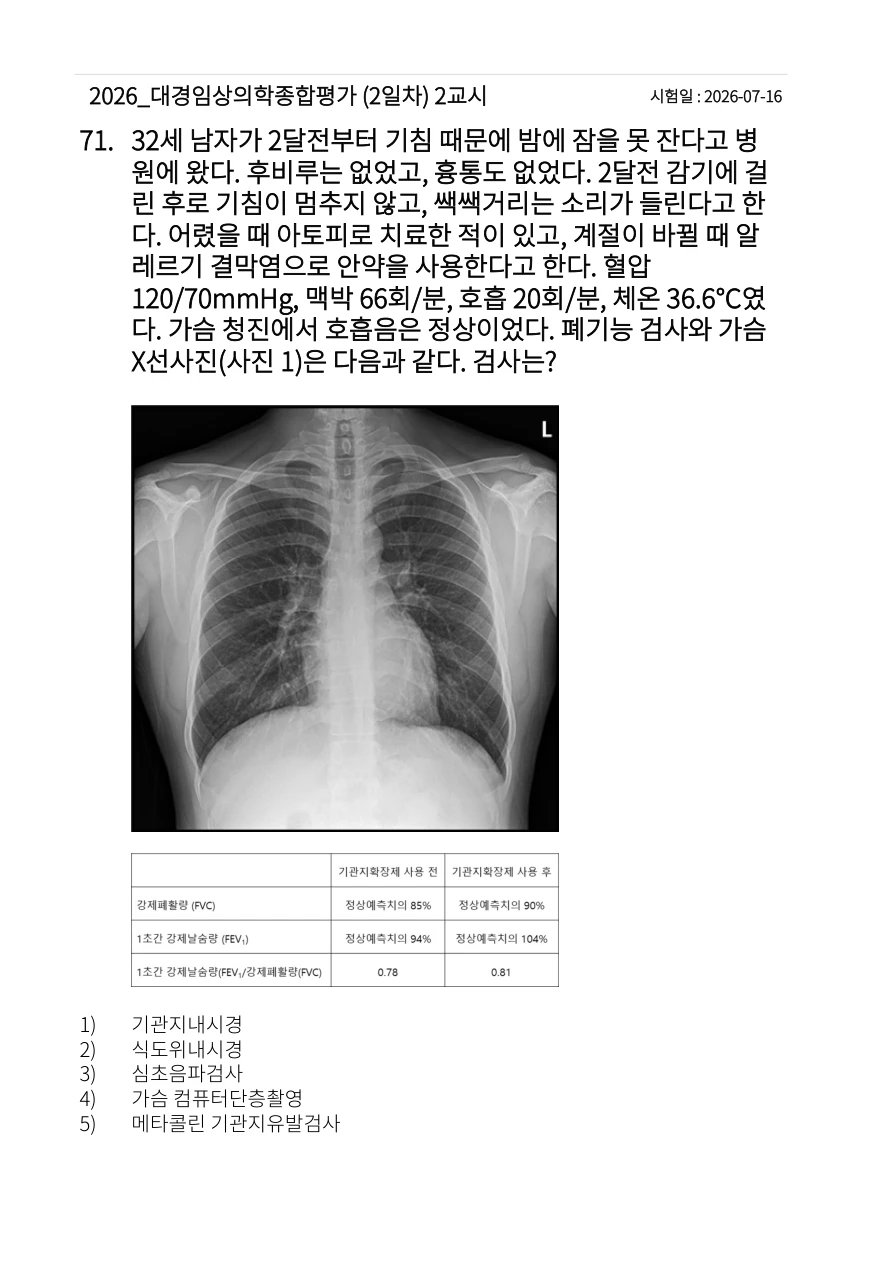 2026_대경임상의학종합평가 (2일차) 2교시
시험일 : 2026-07-16
71. 32세 남자가 2달전부터 기침 때문에 밤에 잠을 못 잔다고 병
원에 왔다. 후비루는 없었고, 흉통도 없었다. 2달전 감기에 걸
린 후로 기침이 멈추지 않고, 쌕쌕거리는 소리가 들린다고 한
다. 어렸을 때 아토피로 치료한 적이 있고, 계절이 바뀔 때 알
레르기 결막염으로 안약을 사용한다고 한다. 혈압
120/70mmHg, 맥박 66회/분, 호흡 20회/분, 체온 36.6°C였
다. 가슴 청진에서 호흡음은 정상이었다. 폐기능 검사와 가슴
X선사진(사진 1)은 다음과 같다. 검사는?
L
기관지확장제 사용 전 기관지확장제 사용 후
강제폐활량 (FVC) 정상예측치의 85% 정상예측치의 90%
1초간 강제날숨량 (FEV₁) 정상예측치의 94% 정상예측치의 104%
1초간 강제날숨량(FEV₁/강제폐활량(FVC) 0.78 0.81
1) 기관지내시경
2) 식도위내시경
3) 심초음파검사
4) 가슴 컴퓨터단층촬영
5) 메타콜린 기관지유발검사